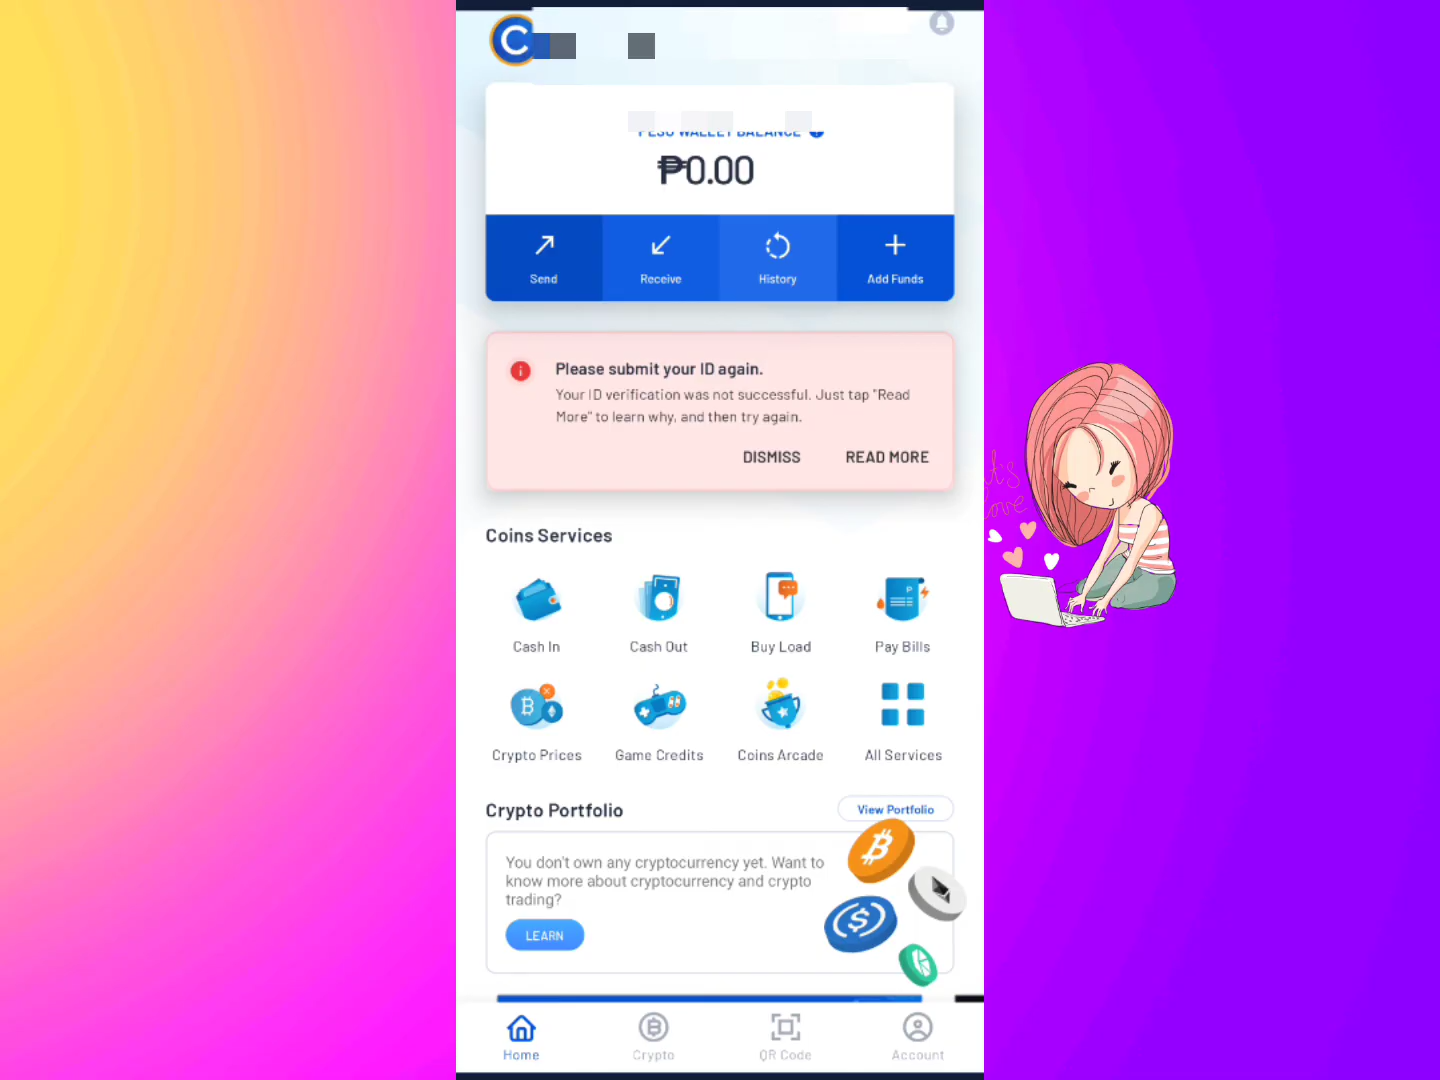 C
PESO WALLET BALANCE
₱0.00
Send
Receive
History
Add Funds
Please submit your ID again.
Your ID verification was not successful. Just tap "Read
More" to learn why, and then try again.
DISMISS
READ MORE
Coins Services
Cash In
Cash Out
Buy Load
Pay Bills
Crypto Prices
Game Credits
Coins Arcade
All Services
Crypto Portfolio
View Portfolio
You don't own any cryptocurrency yet. Want to
know more about cryptocurrency and crypto
trading?
LEARN
Home
Crypto
QR Code
Account
love